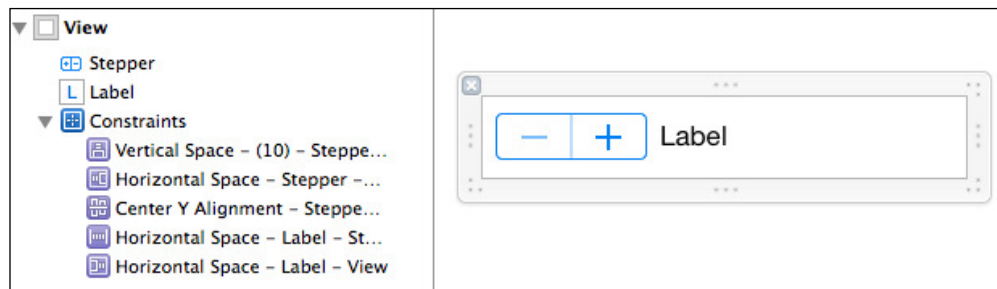 View
Stepper
L Label
Constraints
Vertical Space – (10) – Steppe...
Horizontal Space – Stepper –...
Center Y Alignment – Steppe...
Horizontal Space – Label – St...
Horizontal Space – Label – View
Label